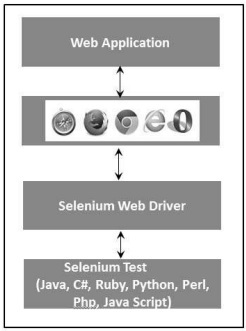 Web Application
Selenium Web Driver
Selenium Test
(Java, C#, Ruby, Python, Perl,
Php, Java Script)